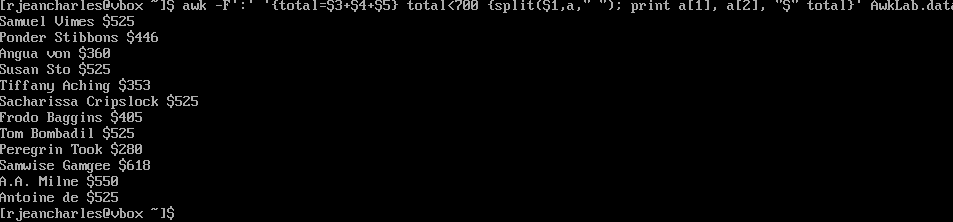 [rjeancharles@vbox ~]$ awk -F':' '{total=$3+$4+$5} total<700 {split($1,a," "); print a[1], a[2], "$" total}' AwkLab.data
Samuel Vimes $525
Ponder Stibbons $446
Angua von $360
Susan Sto $525
Tiffany Aching $353
Sacharissa Cripslock $525
Frodo Baggins $405
Tom Bombadil $525
Peregrin Took $280
Samwise Gamgee $618
A.A. Milne $550
Antoine de $525
[rjeancharles@vbox ~]$